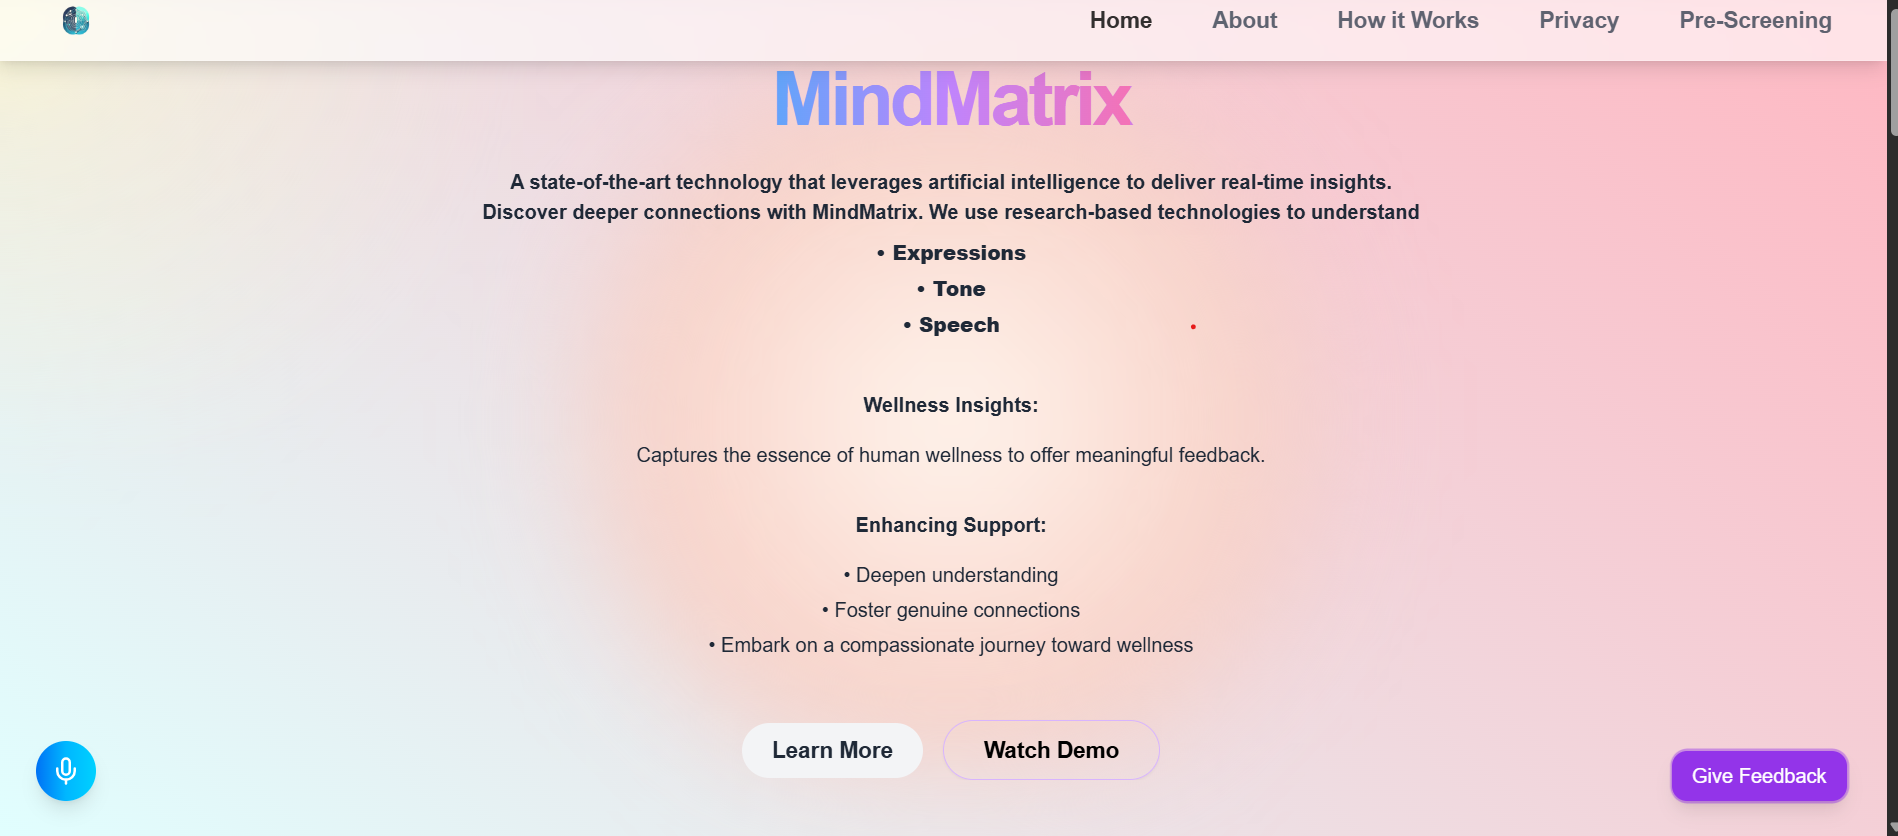 Home About How it Works Privacy Pre-Screening
MindMatrix
A state-of-the-art technology that leverages artificial intelligence to deliver real-time insights.
Discover deeper connections with MindMatrix. We use research-based technologies to understand
• Expressions
• Tone
• Speech
Wellness Insights:
Captures the essence of human wellness to offer meaningful feedback.
Enhancing Support:
• Deepen understanding
• Foster genuine connections
• Embark on a compassionate journey toward wellness
Learn More Watch Demo
Give Feedback